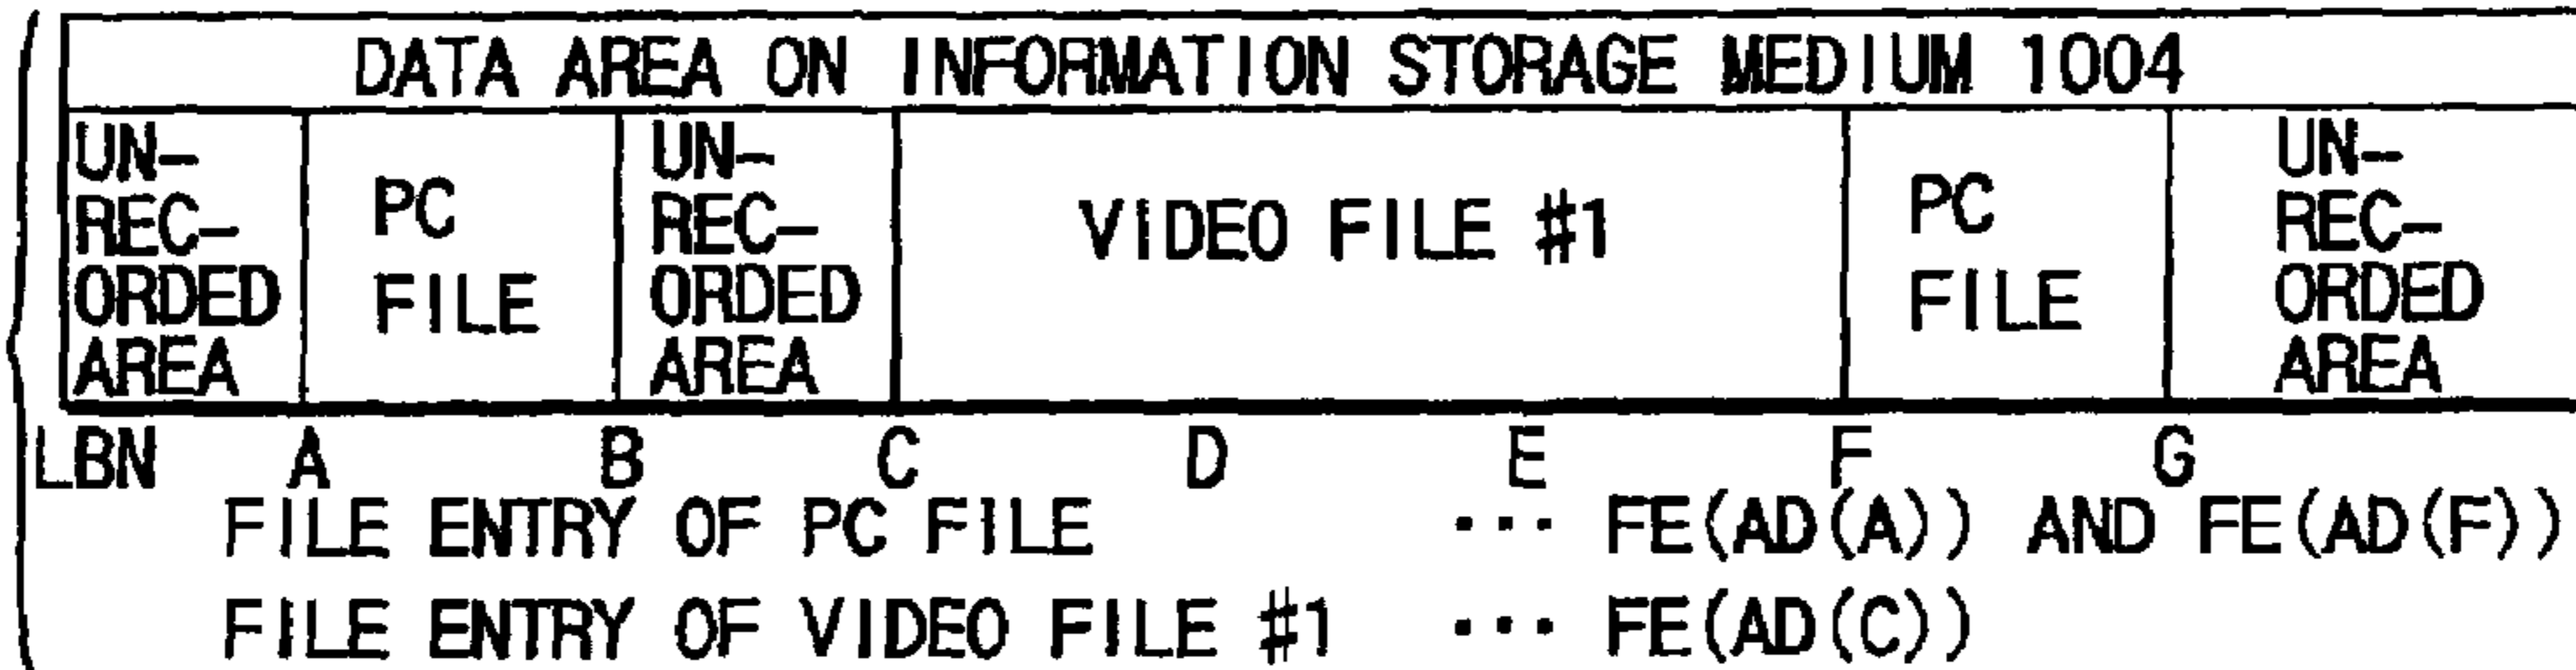 DATA AREA ON INFORMATION STORAGE MEDIUM 1004
UN-
REC-
ORDED
AREA
PC
FILE
UN-
REC-
ORDED
AREA
VIDEO FILE #1
PC
FILE
UN-
REC-
ORDED
AREA
LBN A B C D E F G
FILE ENTRY OF PC FILE ··· FE(AD(A)) AND FE(AD(F))
FILE ENTRY OF VIDEO FILE #1 ··· FE(AD(C))